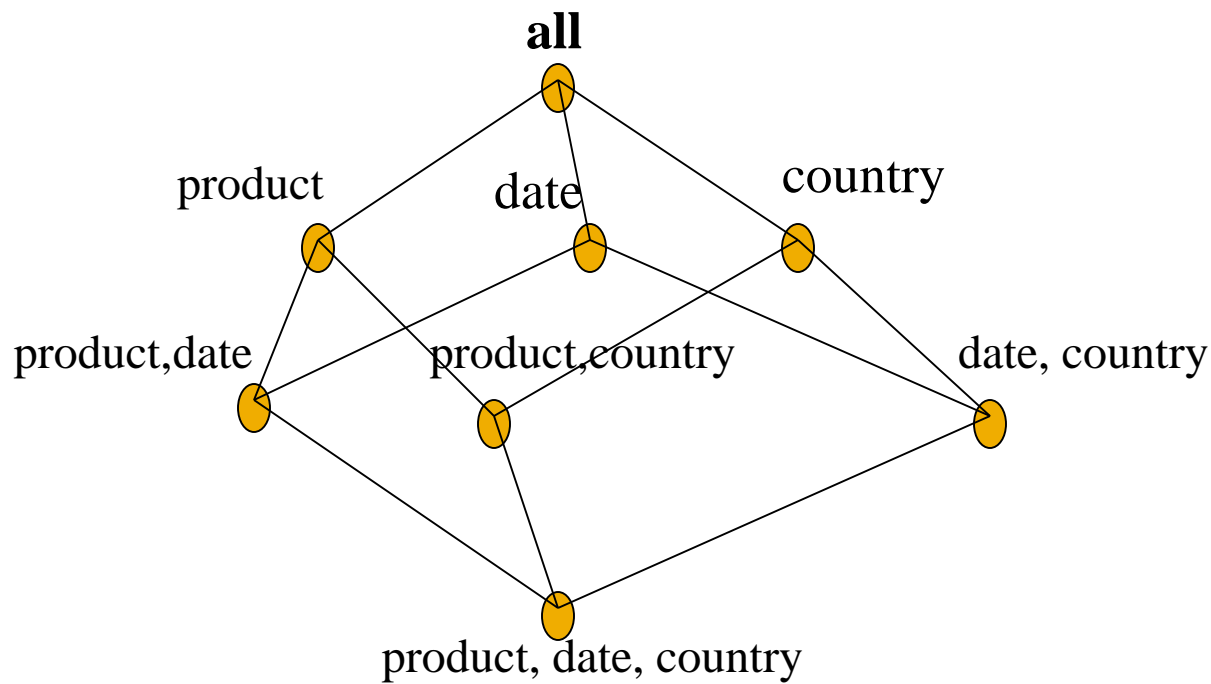 all
product
date
country
product,date
product,country
date, country
product, date, country